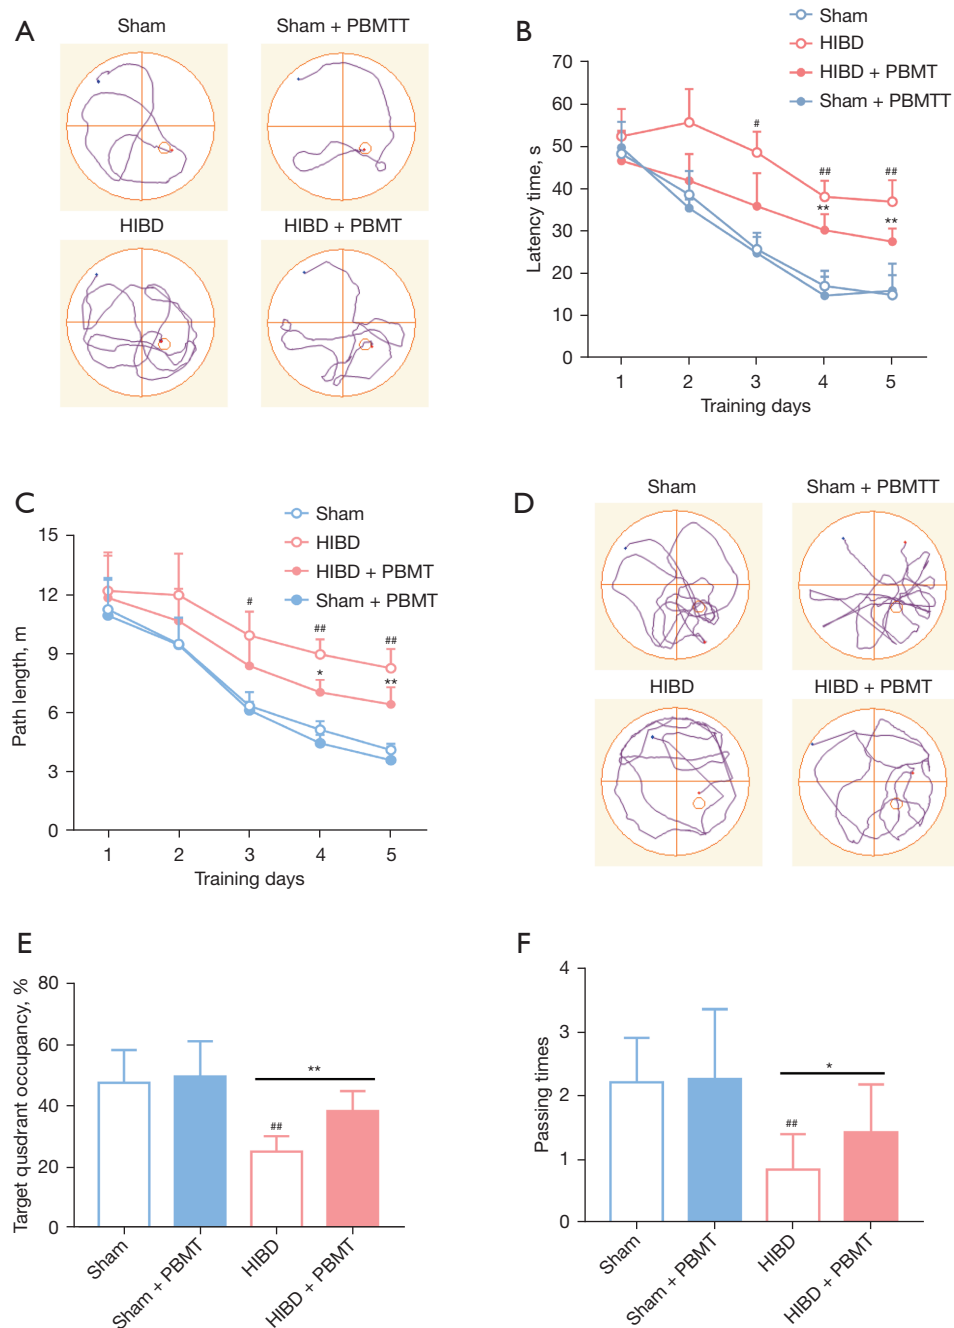 A
Sham
Sham + PBMTT
HIBD
HIBD + PBMT
B
Sham
HIBD
HIBD + PBMT
Sham + PBMTT
Latency time, s
70
60
50
40
30
20
10
0
#
##
##
**
**
1 2 3 4 5
Training days
C
Sham
HIBD
HIBD + PBMT
Sham + PBMT
Path length, m
15
12
9
6
3
0
#
##
##
*
**
1 2 3 4 5
Training days
D
Sham
Sham + PBMTT
HIBD
HIBD + PBMT
E
Target qusdrant occupancy, %
80
60
40
20
0
**
##
Sham
Sham + PBMT
HIBD
HIBD + PBMT
F
Passing times
4
3
2
1
0
*
##
Sham
Sham + PBMT
HIBD
HIBD + PBMT